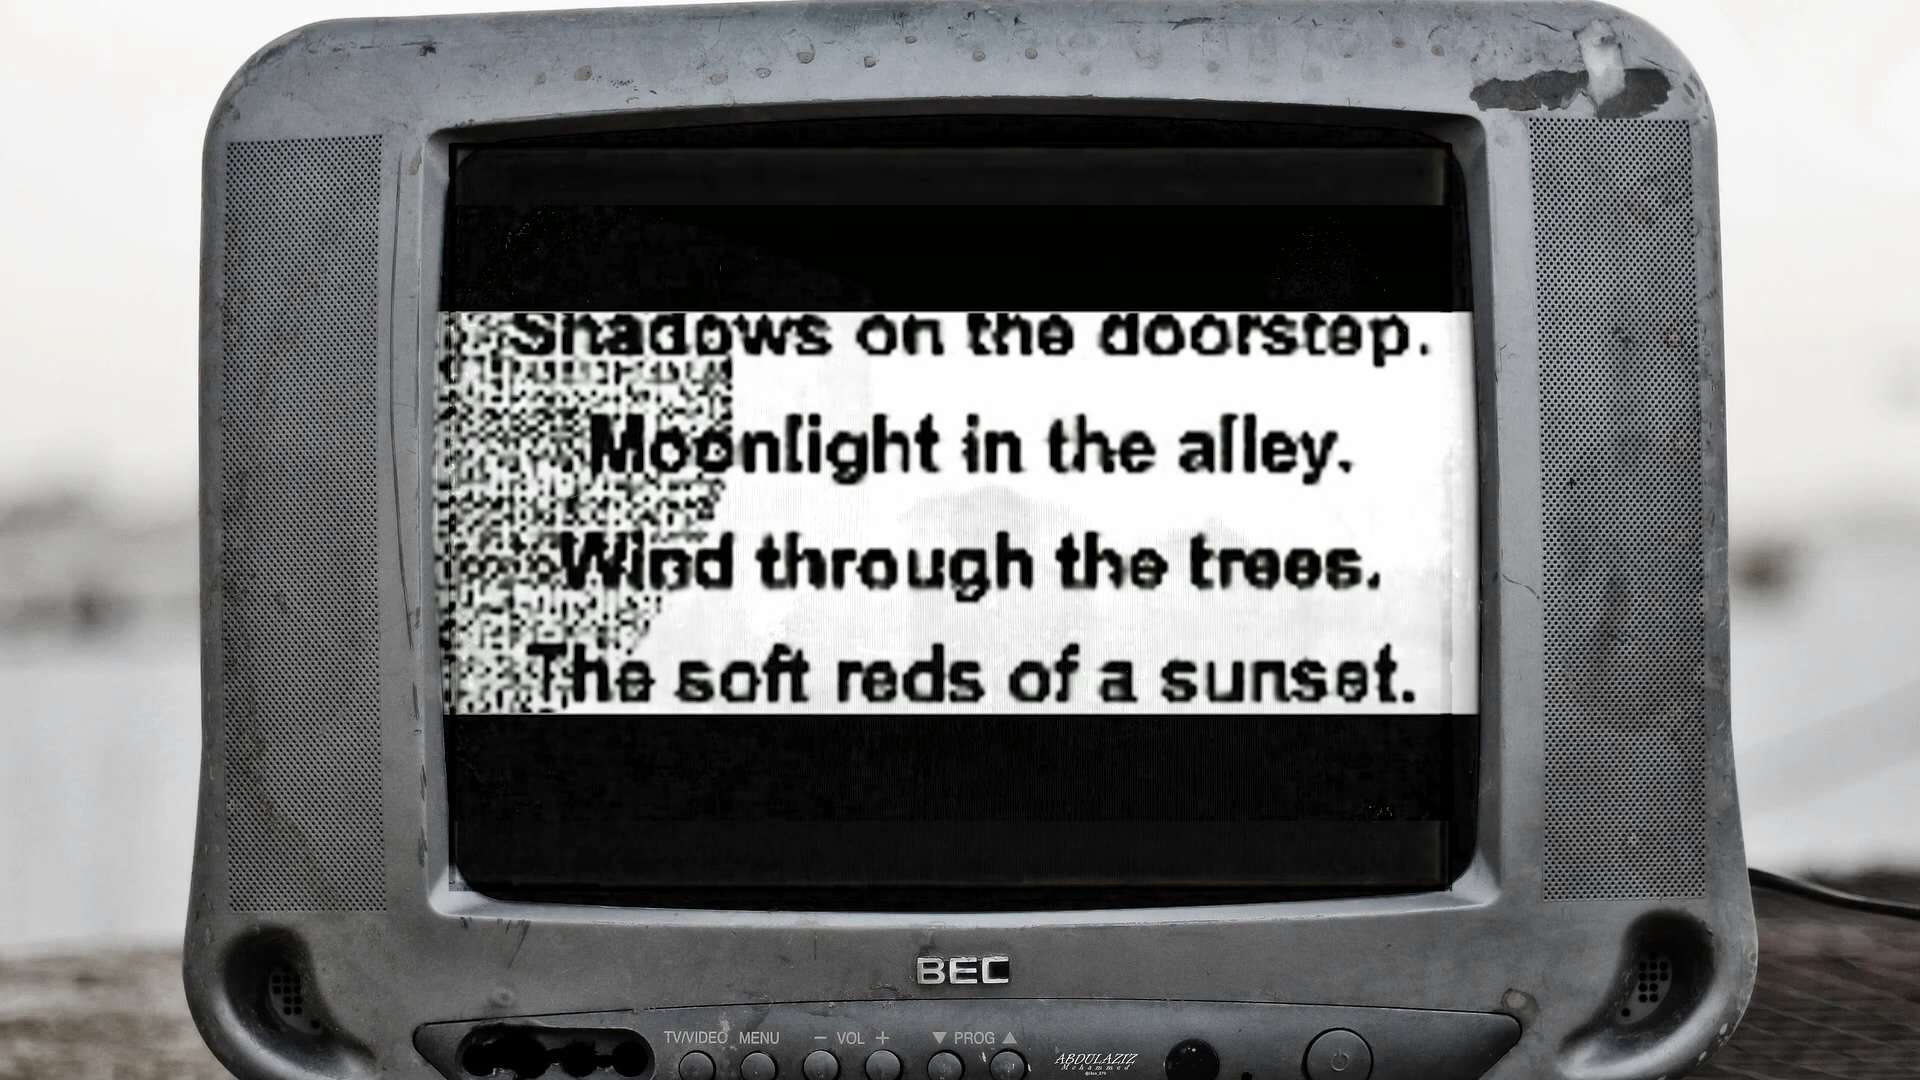 Shadows on the doorstep.
Moonlight in the alley.
Wind through the trees.
The soft reds of a sunset.
BEC
TV/VIDEO MENU − VOL + ▼ PROG ▲
ABDULAZIZ
Mohammed